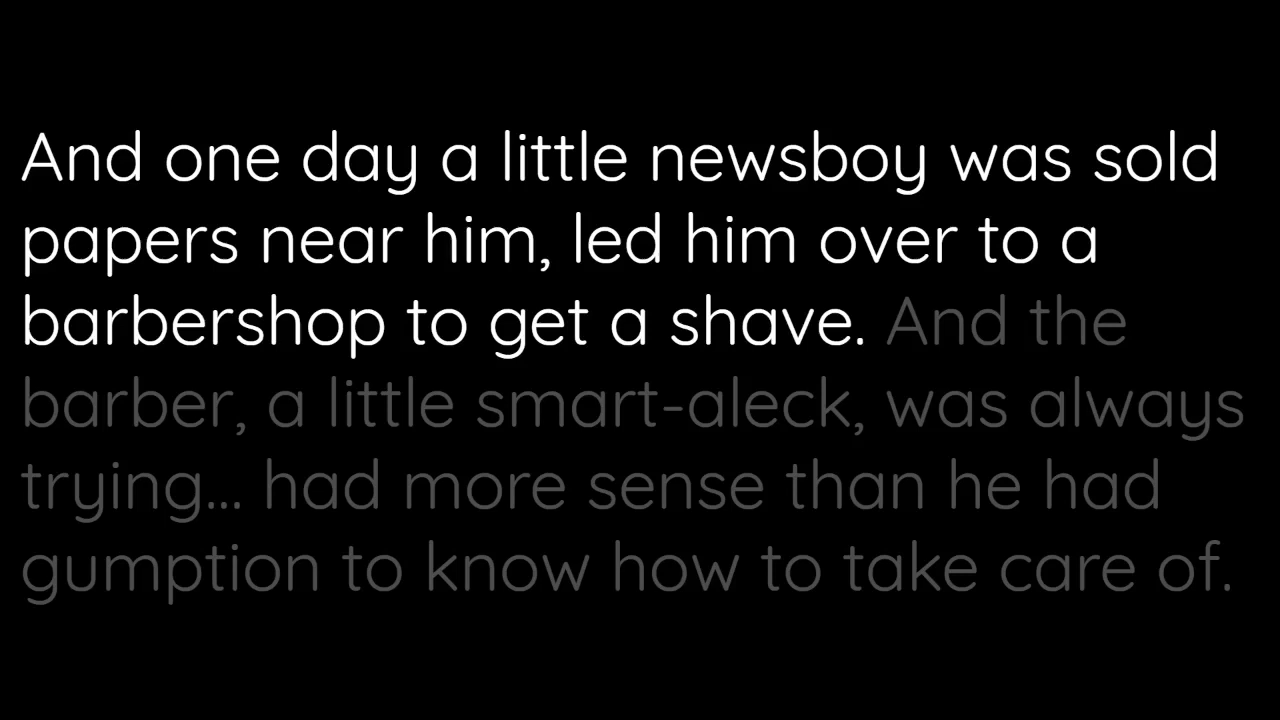 And one day a little newsboy was sold
papers near him, led him over to a
barbershop to get a shave. And the
barber, a little smart-aleck, was always
trying... had more sense than he had
gumption to know how to take care of.